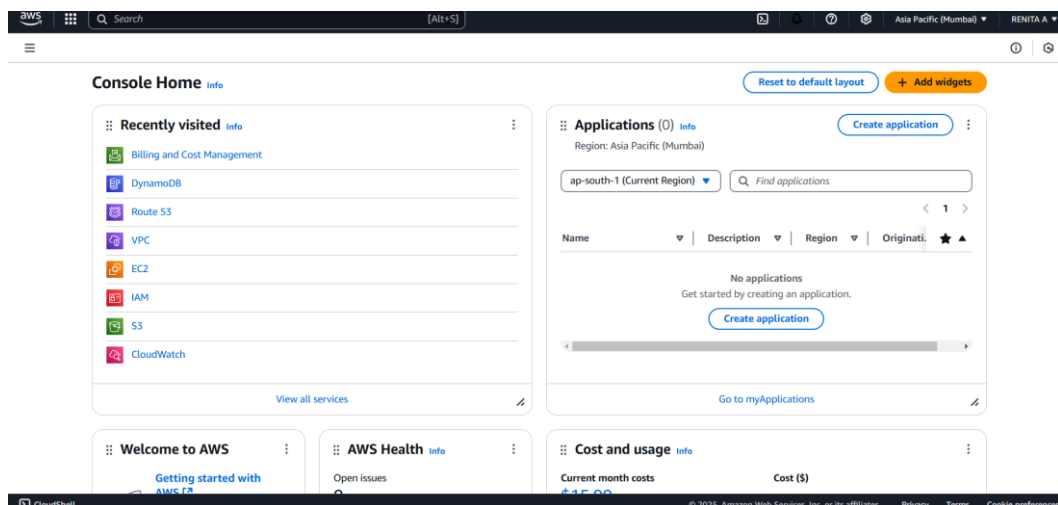 aws Search [Alt+S] Asia Pacific (Mumbai) RENITA A
Console Home Info
Reset to default layout
+ Add widgets
Recently visited Info
Billing and Cost Management
DynamoDB
Route 53
VPC
EC2
IAM
S3
CloudWatch
View all services
Applications (0) Info
Create application
Region: Asia Pacific (Mumbai)
ap-south-1 (Current Region) Find applications
1
Name Description Region Originati.
No applications
Get started by creating an application.
Create application
Go to myApplications
Welcome to AWS
Getting started with
AWS
AWS Health Info
Open issues
Cost and usage Info
Current month costs Cost ($)
CloudShell © 2025, Amazon Web Services, Inc. or its affiliates. Privacy Terms Cookie preferences